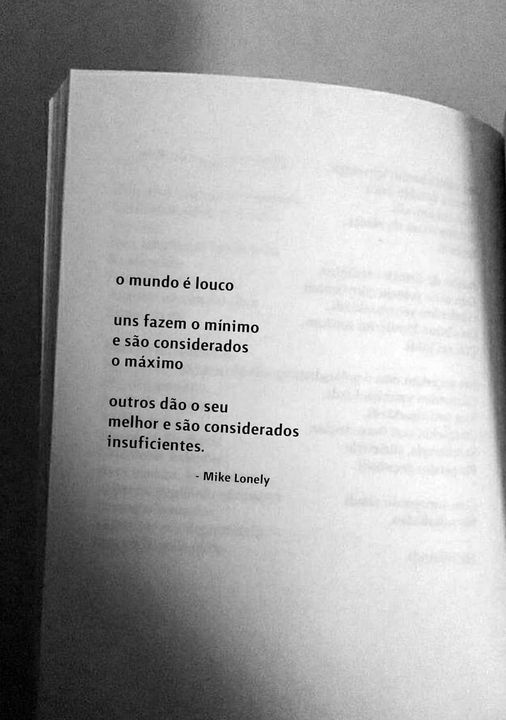 o mundo é louco
uns fazem o mínimo
e são considerados
o máximo
outros dão o seu
melhor e são considerados
insuficientes.
- Mike Lonely